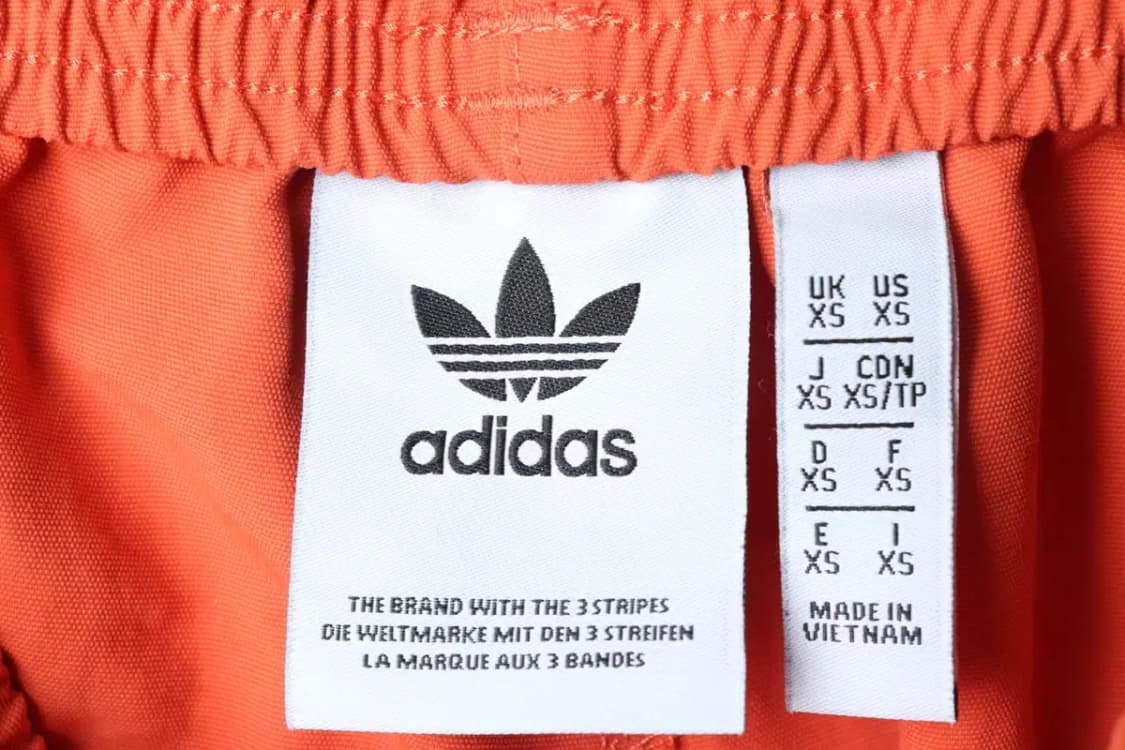 adidas
THE BRAND WITH THE 3 STRIPES
DIE WELTMARKE MIT DEN 3 STREIFEN
LA MARQUE AUX 3 BANDES
UK US
XS XS
J CDN
XS XS/TP
D F
XS XS
E I
XS XS
MADE IN
VIETNAM